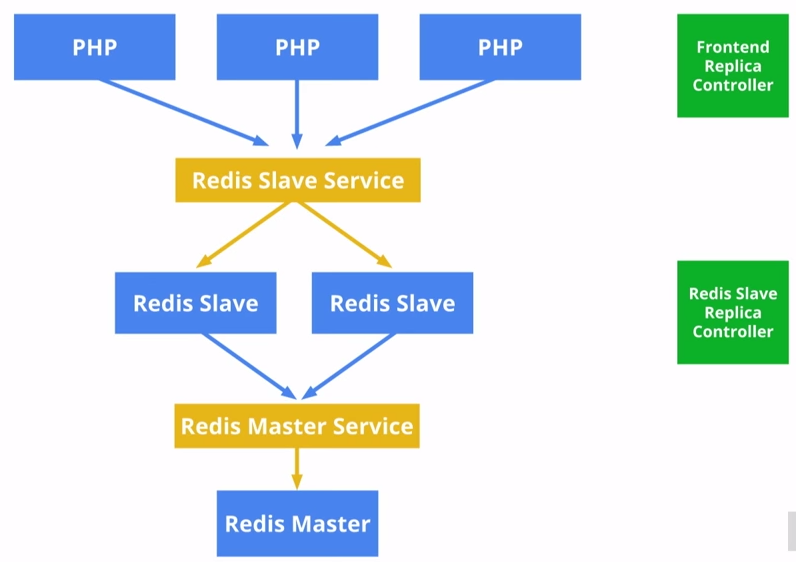 PHP
PHP
PHP
Frontend
Replica
Controller
Redis Slave Service
Redis Slave
Redis Slave
Redis Slave
Replica
Controller
Redis Master Service
Redis Master